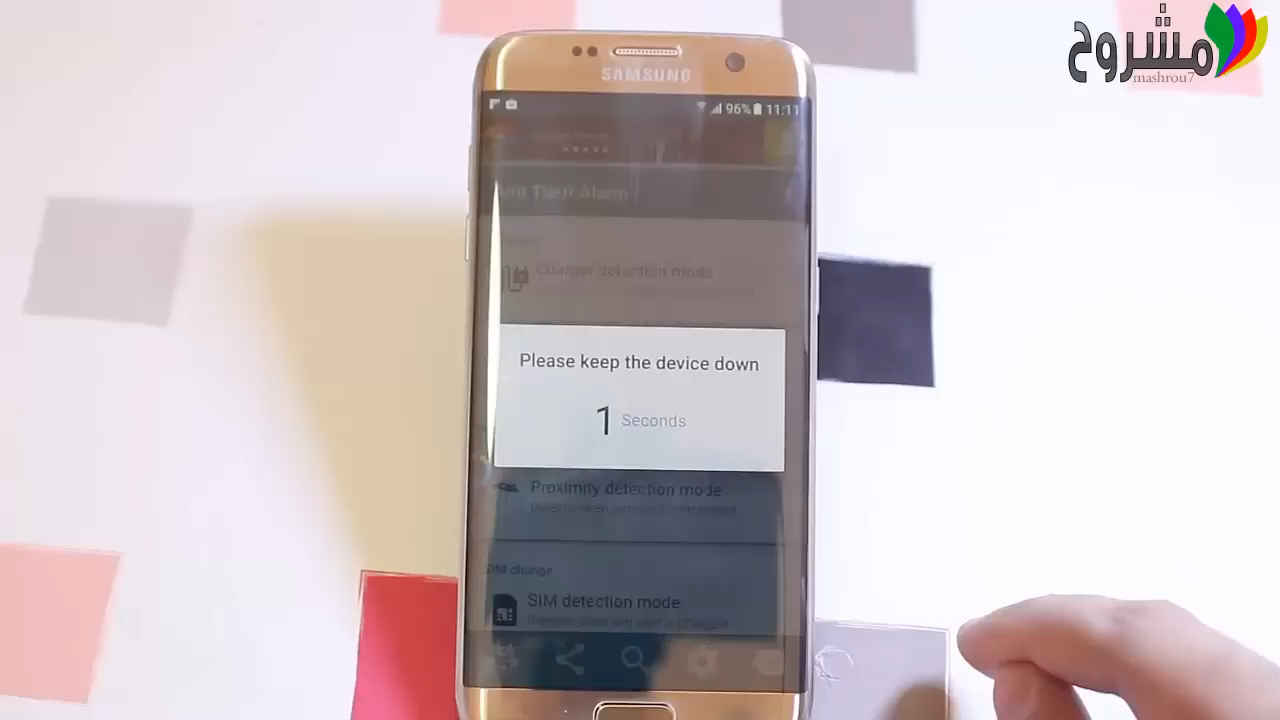 مشروح
mashrou7
SAMSUNG
96% 11:11
Anti Theft Alarm
Charger detection mode
Please keep the device down
1 Seconds
Proximity detection mode
SIM change
SIM detection mode